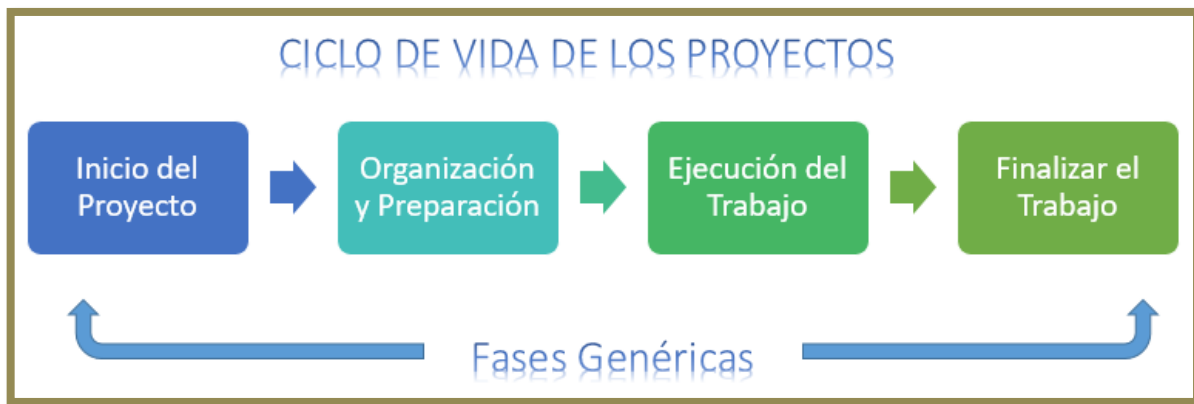 CICLO DE VIDA DE LOS PROYECTOS
Inicio del
Proyecto
Organización
y Preparación
Ejecución del
Trabajo
Finalizar el
Trabajo
Fases Genéricas